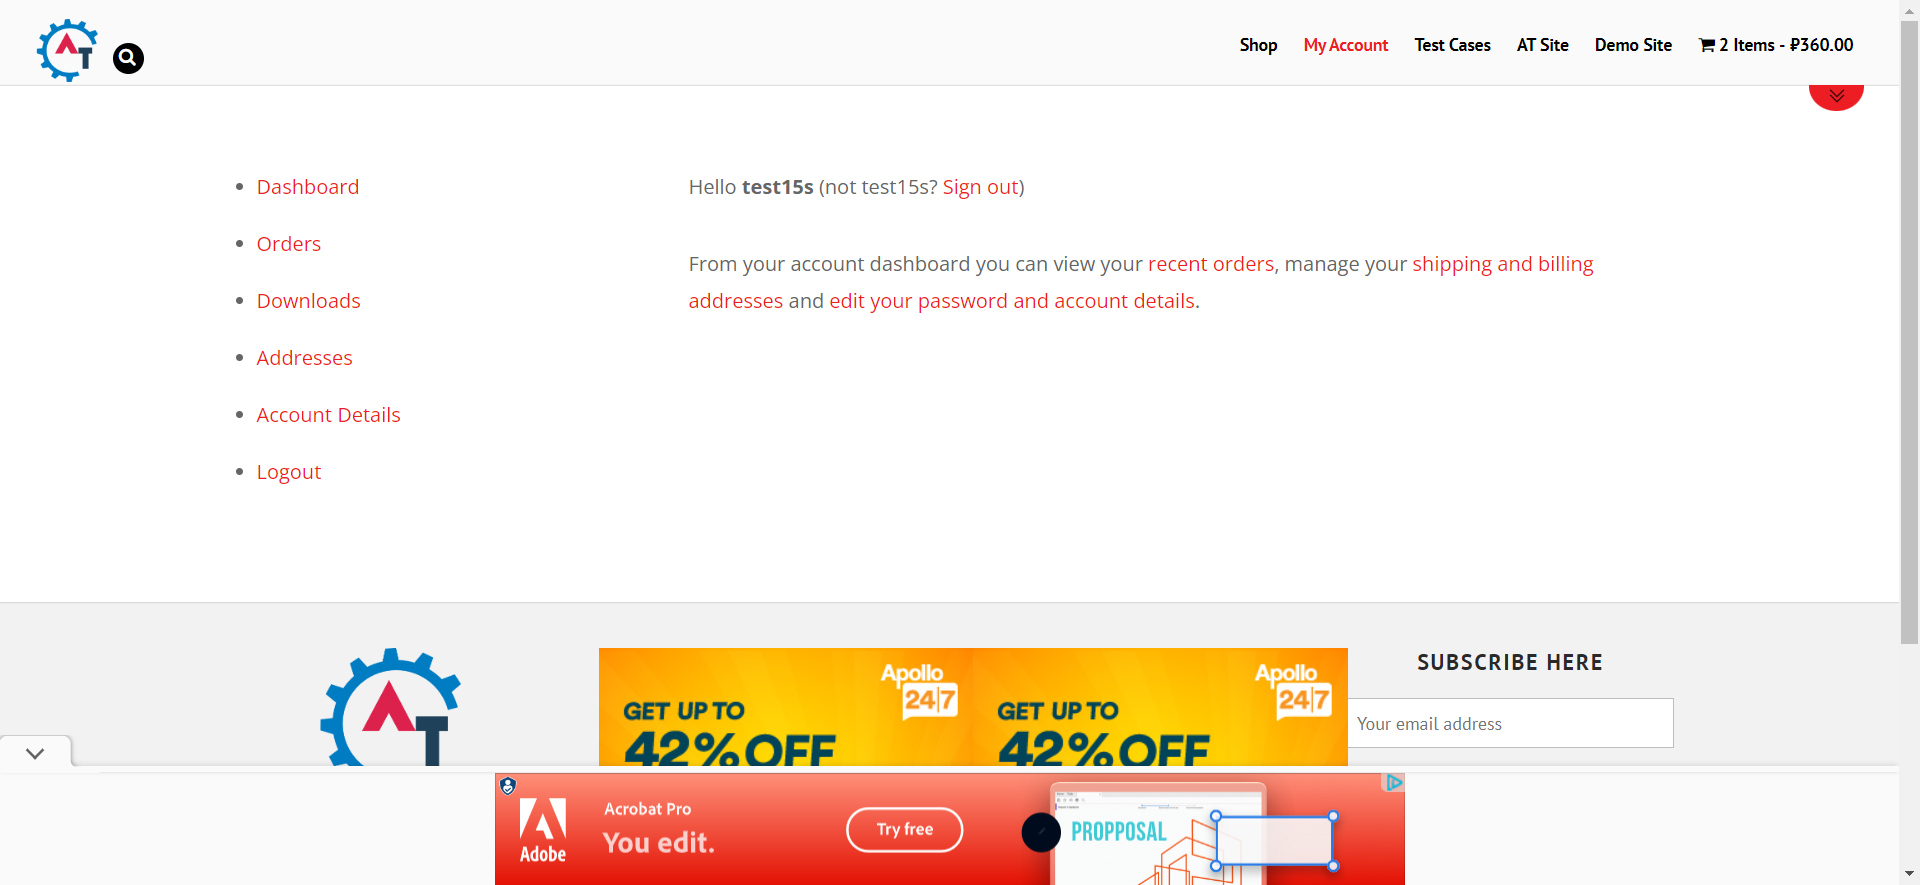 AT
Shop
My Account
Test Cases
AT Site
Demo Site
2 Items - ₽360.00
Dashboard
Orders
Downloads
Addresses
Account Details
Logout
Hello test15s (not test15s? Sign out)
From your account dashboard you can view your recent orders, manage your shipping and billing
addresses and edit your password and account details.
AT
Apollo
24|7
GET UP TO
42% OFF
Apollo
24|7
GET UP TO
42% OFF
SUBSCRIBE HERE
Your email address
Adobe
Acrobat Pro
You edit.
Try free
PROPPOSAL